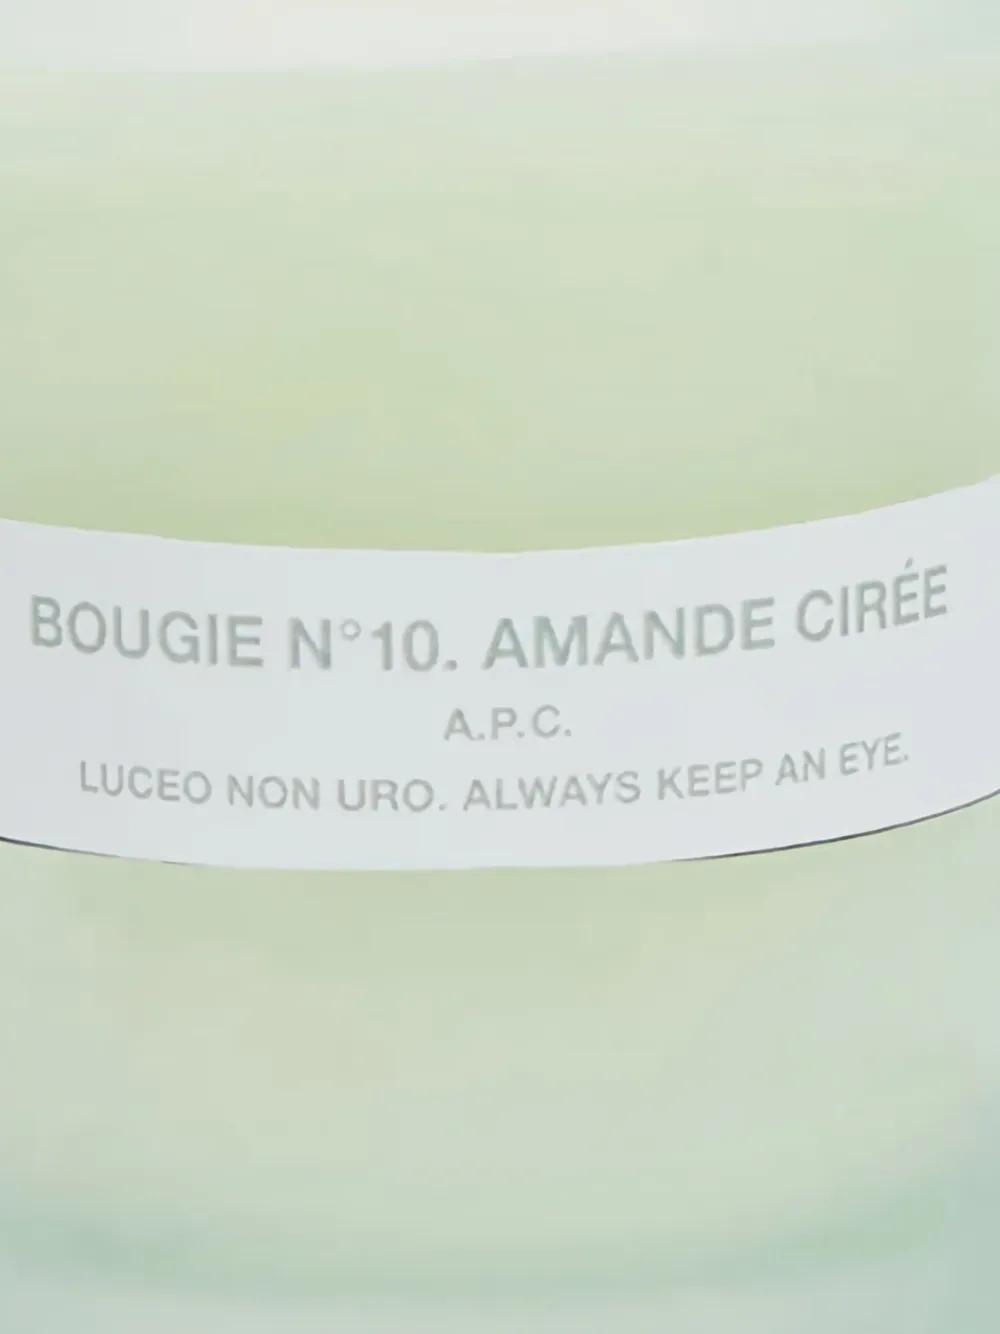 BOUGIE N°10. AMANDE CIRÉE
A.P.C.
LUCEO NON URO. ALWAYS KEEP AN EYE.